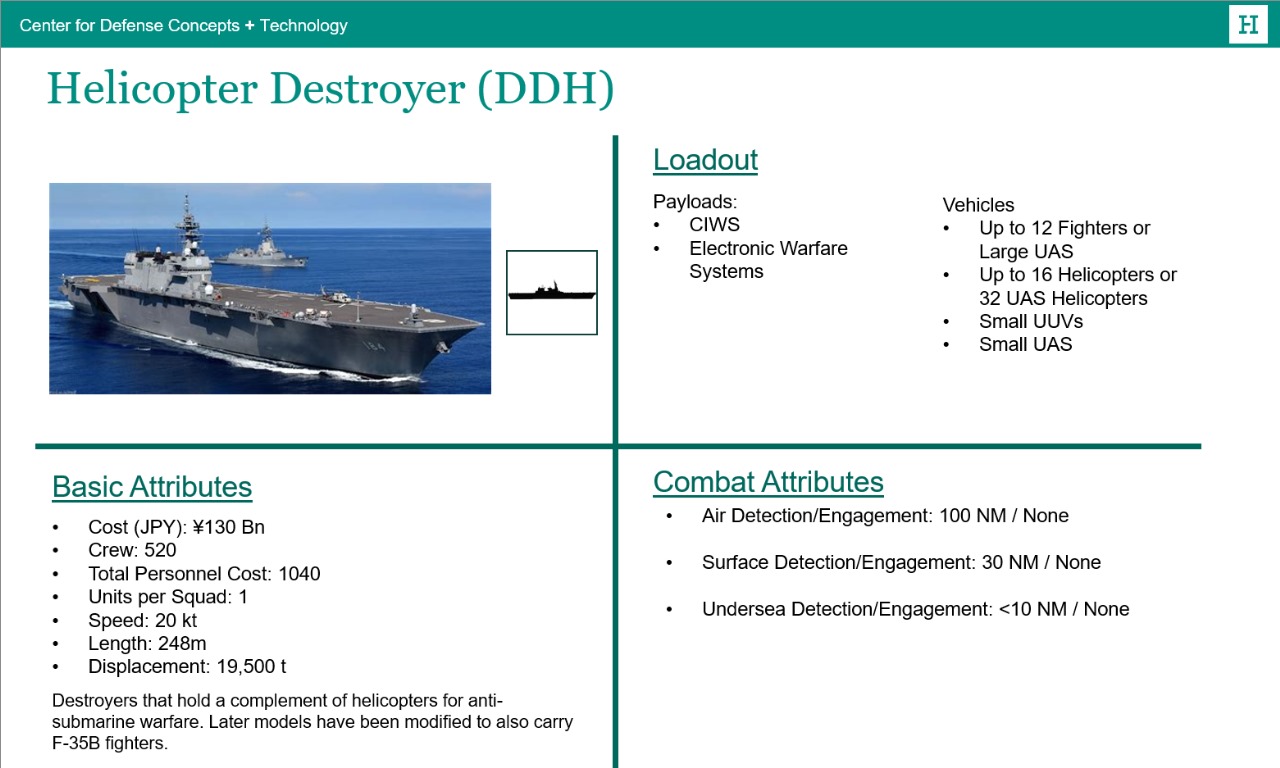 Center for Defense Concepts + Technology
H
Helicopter Destroyer (DDH)
184
Loadout
Payloads:
• CIWS
• Electronic Warfare
Systems
Vehicles
• Up to 12 Fighters or
Large UAS
• Up to 16 Helicopters or
32 UAS Helicopters
• Small UUVs
• Small UAS
Basic Attributes
• Cost (JPY): ¥130 Bn
• Crew: 520
• Total Personnel Cost: 1040
• Units per Squad: 1
• Speed: 20 kt
• Length: 248m
• Displacement: 19,500 t
Destroyers that hold a complement of helicopters for anti-
submarine warfare. Later models have been modified to also carry
F-35B fighters.
Combat Attributes
• Air Detection/Engagement: 100 NM / None
• Surface Detection/Engagement: 30 NM / None
• Undersea Detection/Engagement: <10 NM / None